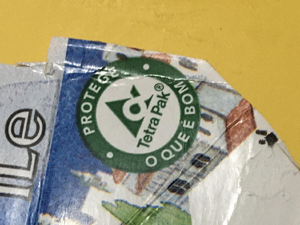 PROTEGE
Tetra Pak®
O QUE É BOM